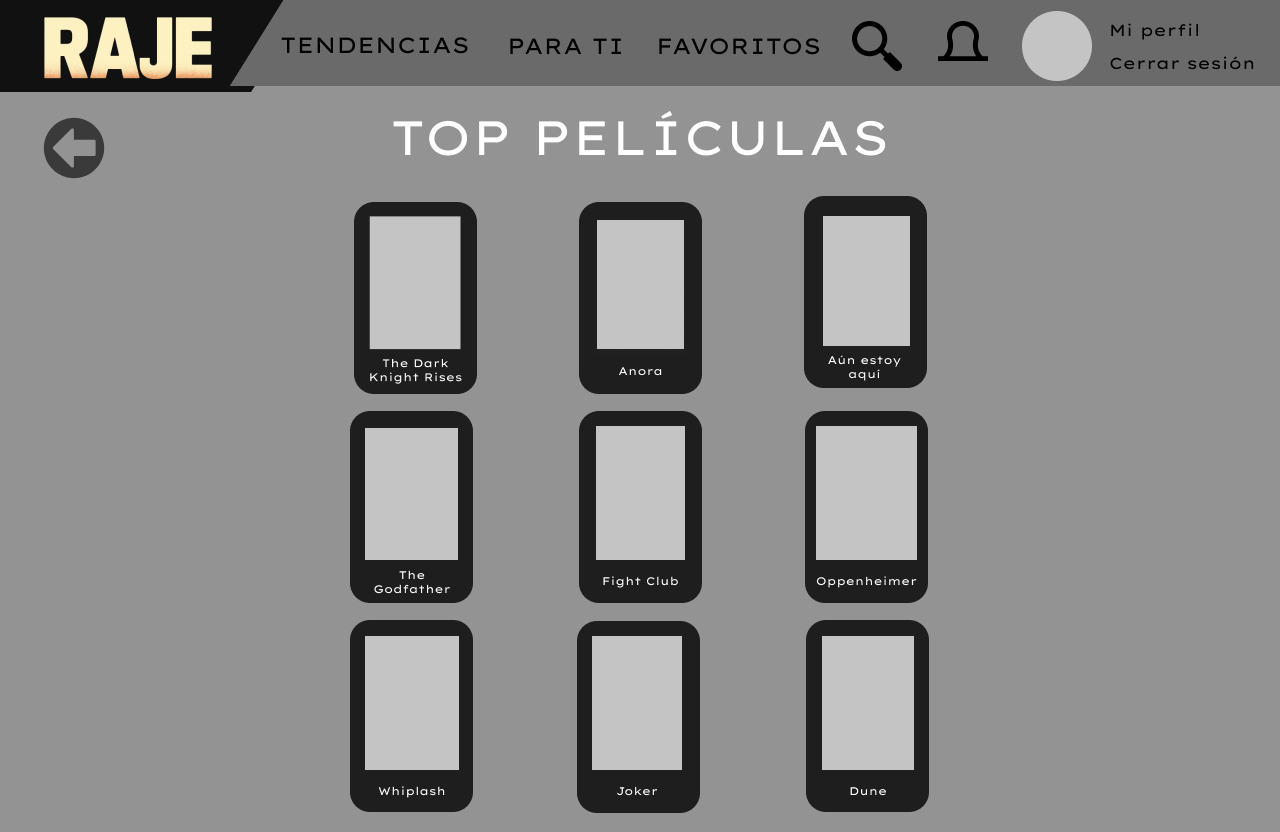 RAJE
TENDENCIAS
PARA TI
FAVORITOS
Mi perfil
Cerrar sesión
TOP PELÍCULAS
The Dark
Knight Rises
Anora
Aún estoy
aquí
The
Godfather
Fight Club
Oppenheimer
Whiplash
Joker
Dune